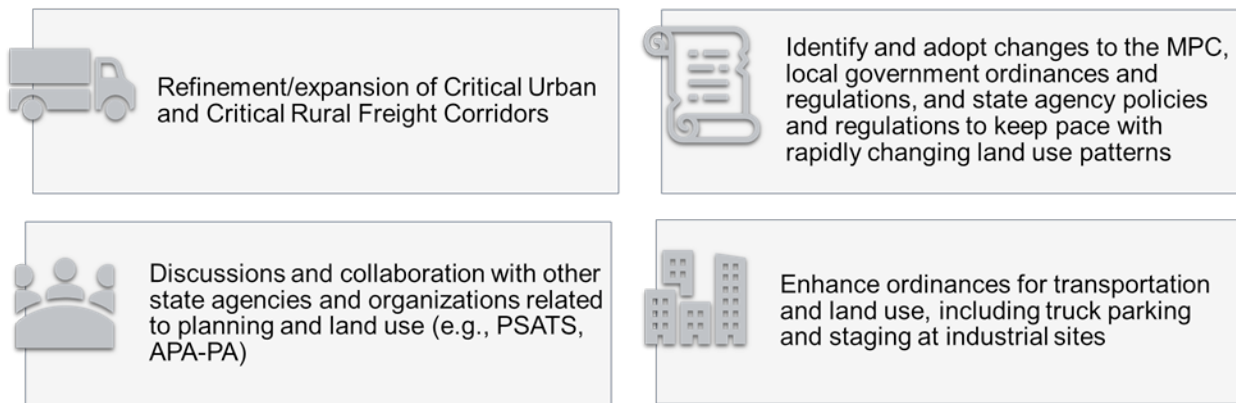 Refinement/expansion of Critical Urban
and Critical Rural Freight Corridors
Identify and adopt changes to the MPC,
local government ordinances and
regulations, and state agency policies
and regulations to keep pace with
rapidly changing land use patterns
Discussions and collaboration with other
state agencies and organizations related
to planning and land use (e.g., PSATS,
APA-PA)
Enhance ordinances for transportation
and land use, including truck parking
and staging at industrial sites